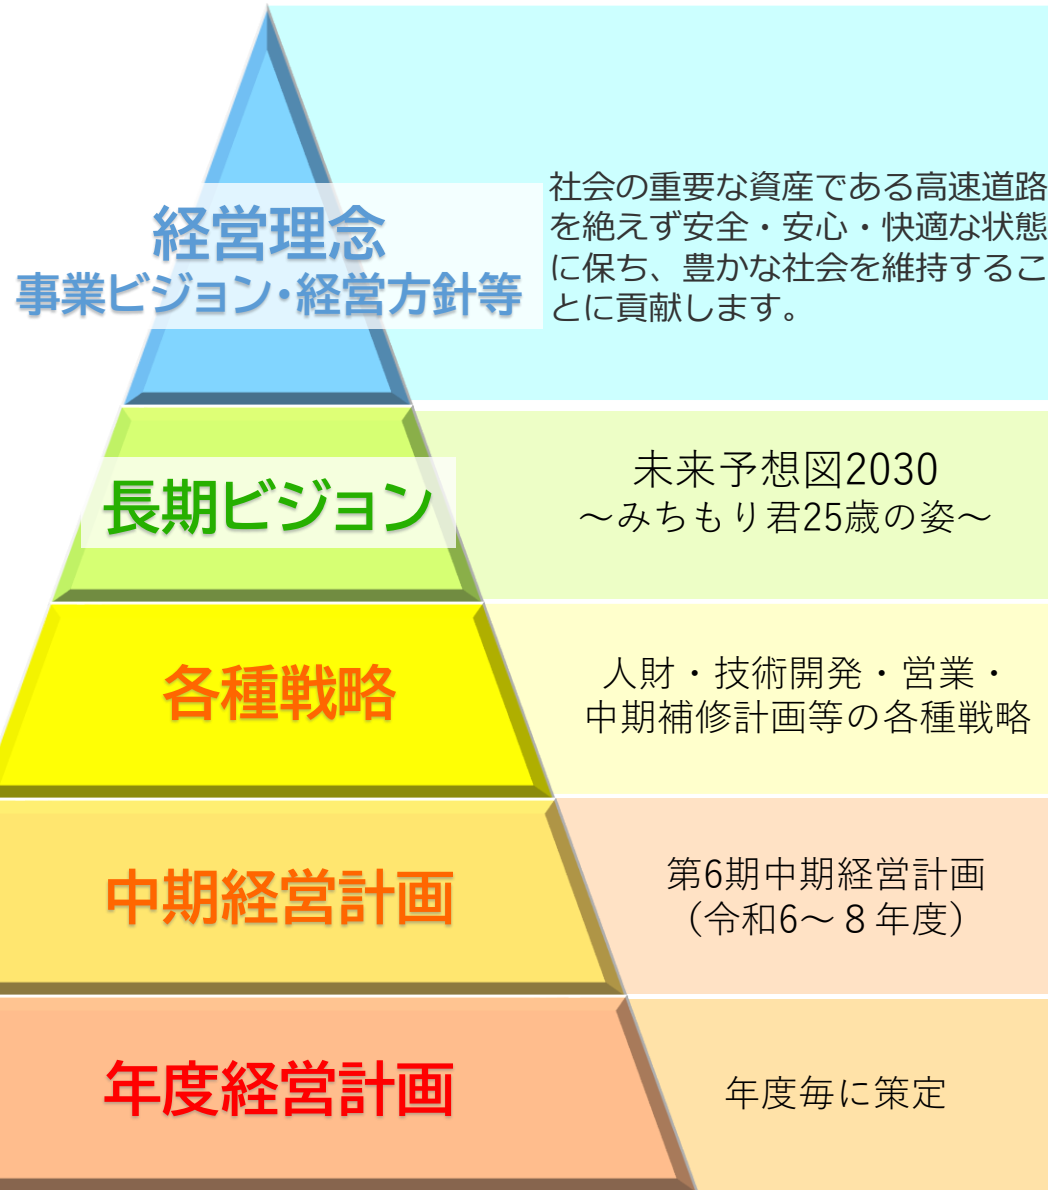 経営理念
事業ビジョン・経営方針等
社会の重要な資産である高速道路
を絶えず安全・安心・快適な状態
に保ち、豊かな社会を維持するこ
とに貢献します。
長期ビジョン
未来予想図2030
～みちもり君25歳の姿～
各種戦略
人財・技術開発・営業・
中期補修計画等の各種戦略
中期経営計画
第6期中期経営計画
（令和6～８年度）
年度経営計画
年度毎に策定